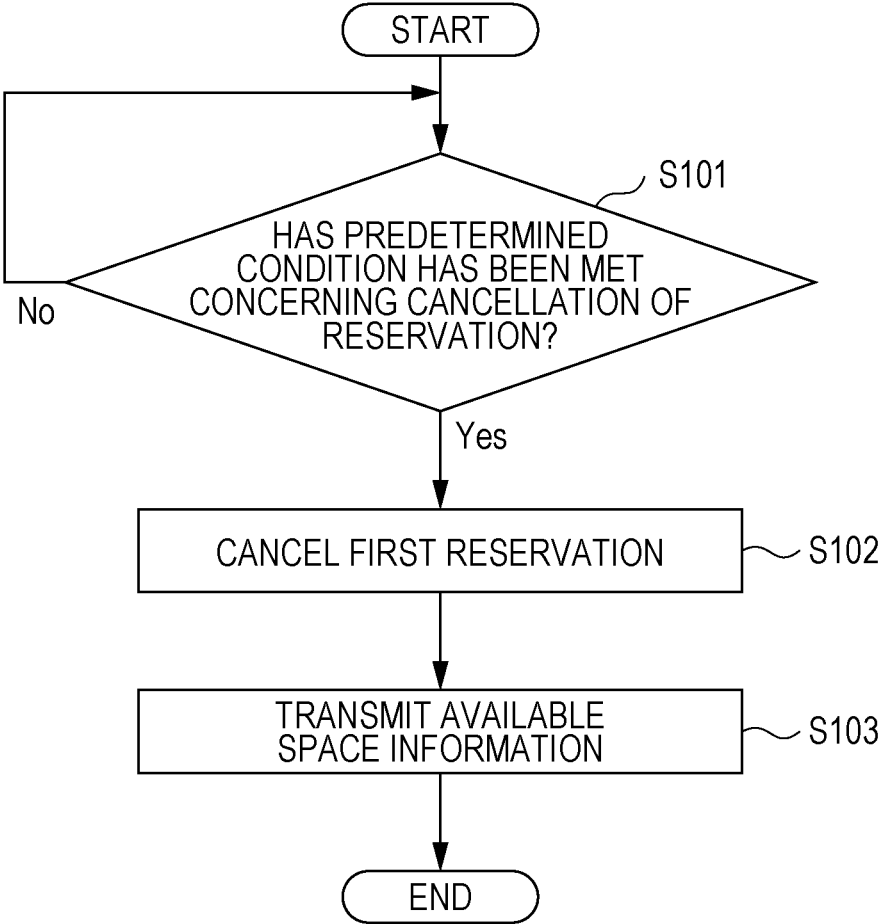 START
S101
HAS PREDETERMINED
CONDITION HAS BEEN MET
CONCERNING CANCELLATION OF
RESERVATION?
No
Yes
CANCEL FIRST RESERVATION
S102
TRANSMIT AVAILABLE
SPACE INFORMATION
S103
END